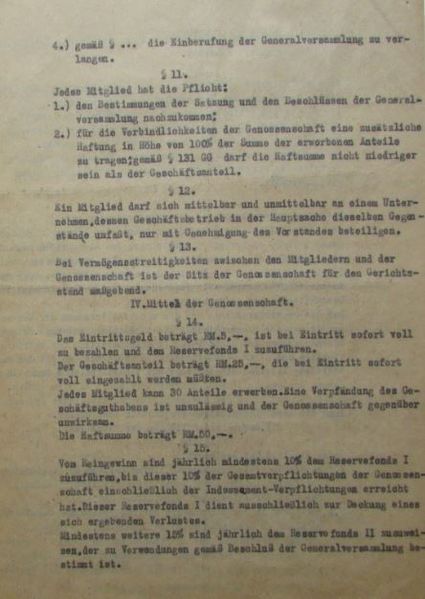 4.) gemäß § ... die Einberufung der Generalversammlung zu ver-
langen.
§ 11.
Jedes Mitglied hat die Pflicht:
1.) den Bestimmungen der Satzung und den Beschlüssen der General-
versammlung nachzukommen;
2.) für die Verbindlichkeiten der Genossenschaft eine zusätzliche
Haftung in Höhe von 100% der Summe der erworbenen Anteile
zu tragen;gemäß § 131 GG darf die Haftsumme nicht niedriger
sein als der Geschäftsanteil.
§ 12.
Ein Mitglied darf sich mittelbar und unmittelbar an einem Unter-
nehmen,dessen Geschäftsbetrieb in der Hauptsache dieselben Gegen-
stände umfaßt, nur mit Genehmigung des Vorstandes beteiligen.
§ 13.
Bei Vermögensstreitigkeiten zwischen den Mitgliedern und der
Genossenschaft ist der Sitz der Genossenschaft für den Gerichts-
stand maßgebend.
IV.Mittel der Genossenschaft.
§ 14.
Das Eintrittsgeld beträgt RM.5,-, ist bei Eintritt sofort voll
zu bezahlen und dem Reservefonds I zuzuführen.
Der Geschäftsanteil beträgt RM.25,-, die bei Eintritt sofort
voll eingezahlt werden müßten.
Jedes Mitglied kann 30 Anteile erwerben.Eine Verpfändung des Ge-
schäftsguthabens ist unzulässig und der Genossenschaft gegenüber
unwirksam.
Die Haftsumme beträgt RM.50,-.
§ 15.
Vom Reingewinn sind jährlich mindestens 10% dem Reservefonds I
zuzuführen,bis dieser 10% der Gesamtverpflichtungen der Genossen-
schaft einschließlich der Indossament-Verpflichtungen erreicht
hat.Dieser Reservefonds I dient ausschließlich zur Deckung eines
sich ergebenden Verlustes.
Mindestens weitere 15% sind jährlich dem Reservefonds II zuzuwei-
sen,der zu Verwendungen gemäß Beschluß der Generalversammlung be-
stimmt ist.